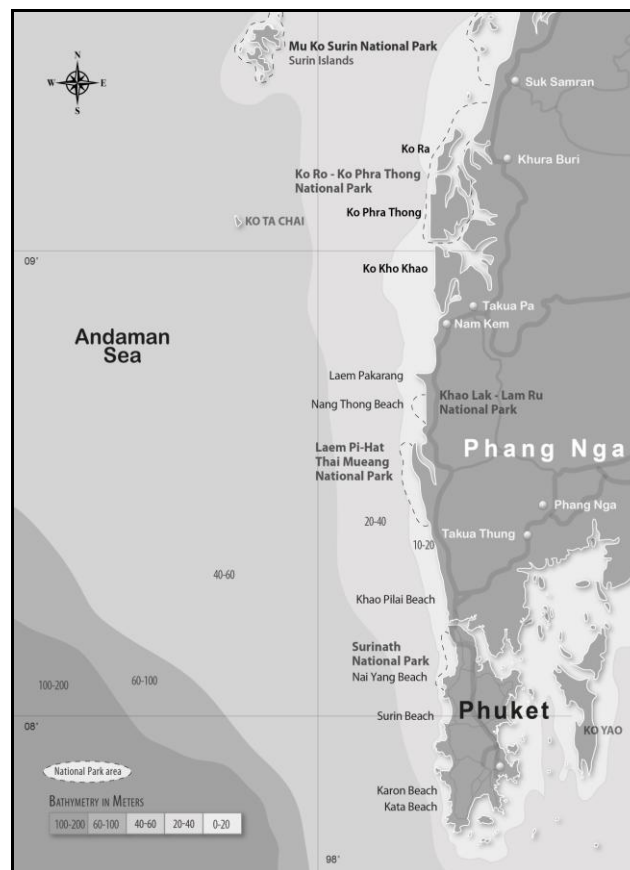 Mu Ko Surin National Park
Surin Islands
N
W
E
S
Suk Samran
Ko Ra
Khura Buri
Ko Ro - Ko Phra Thong
National Park
Ko Phra Thong
KO TA CHAI
09°
Ko Kho Khao
Takua Pa
Nam Kem
Andaman
Sea
Laem Pakarang
Nang Thong Beach
Khao Lak - Lam Ru
National Park
Laem Pi-Hat
Thai Mueang
National Park
Phang Nga
Phang Nga
20-40
Takua Thung
10-20
40-60
Khao Pilai Beach
Surinath
National Park
Nai Yang Beach
100-200
60-100
Surin Beach
Phuket
KO YAO
08°
National Park area
Karon Beach
Kata Beach
BATHYMETRY IN METERS
100-200
60-100
40-60
20-40
0-20
98°